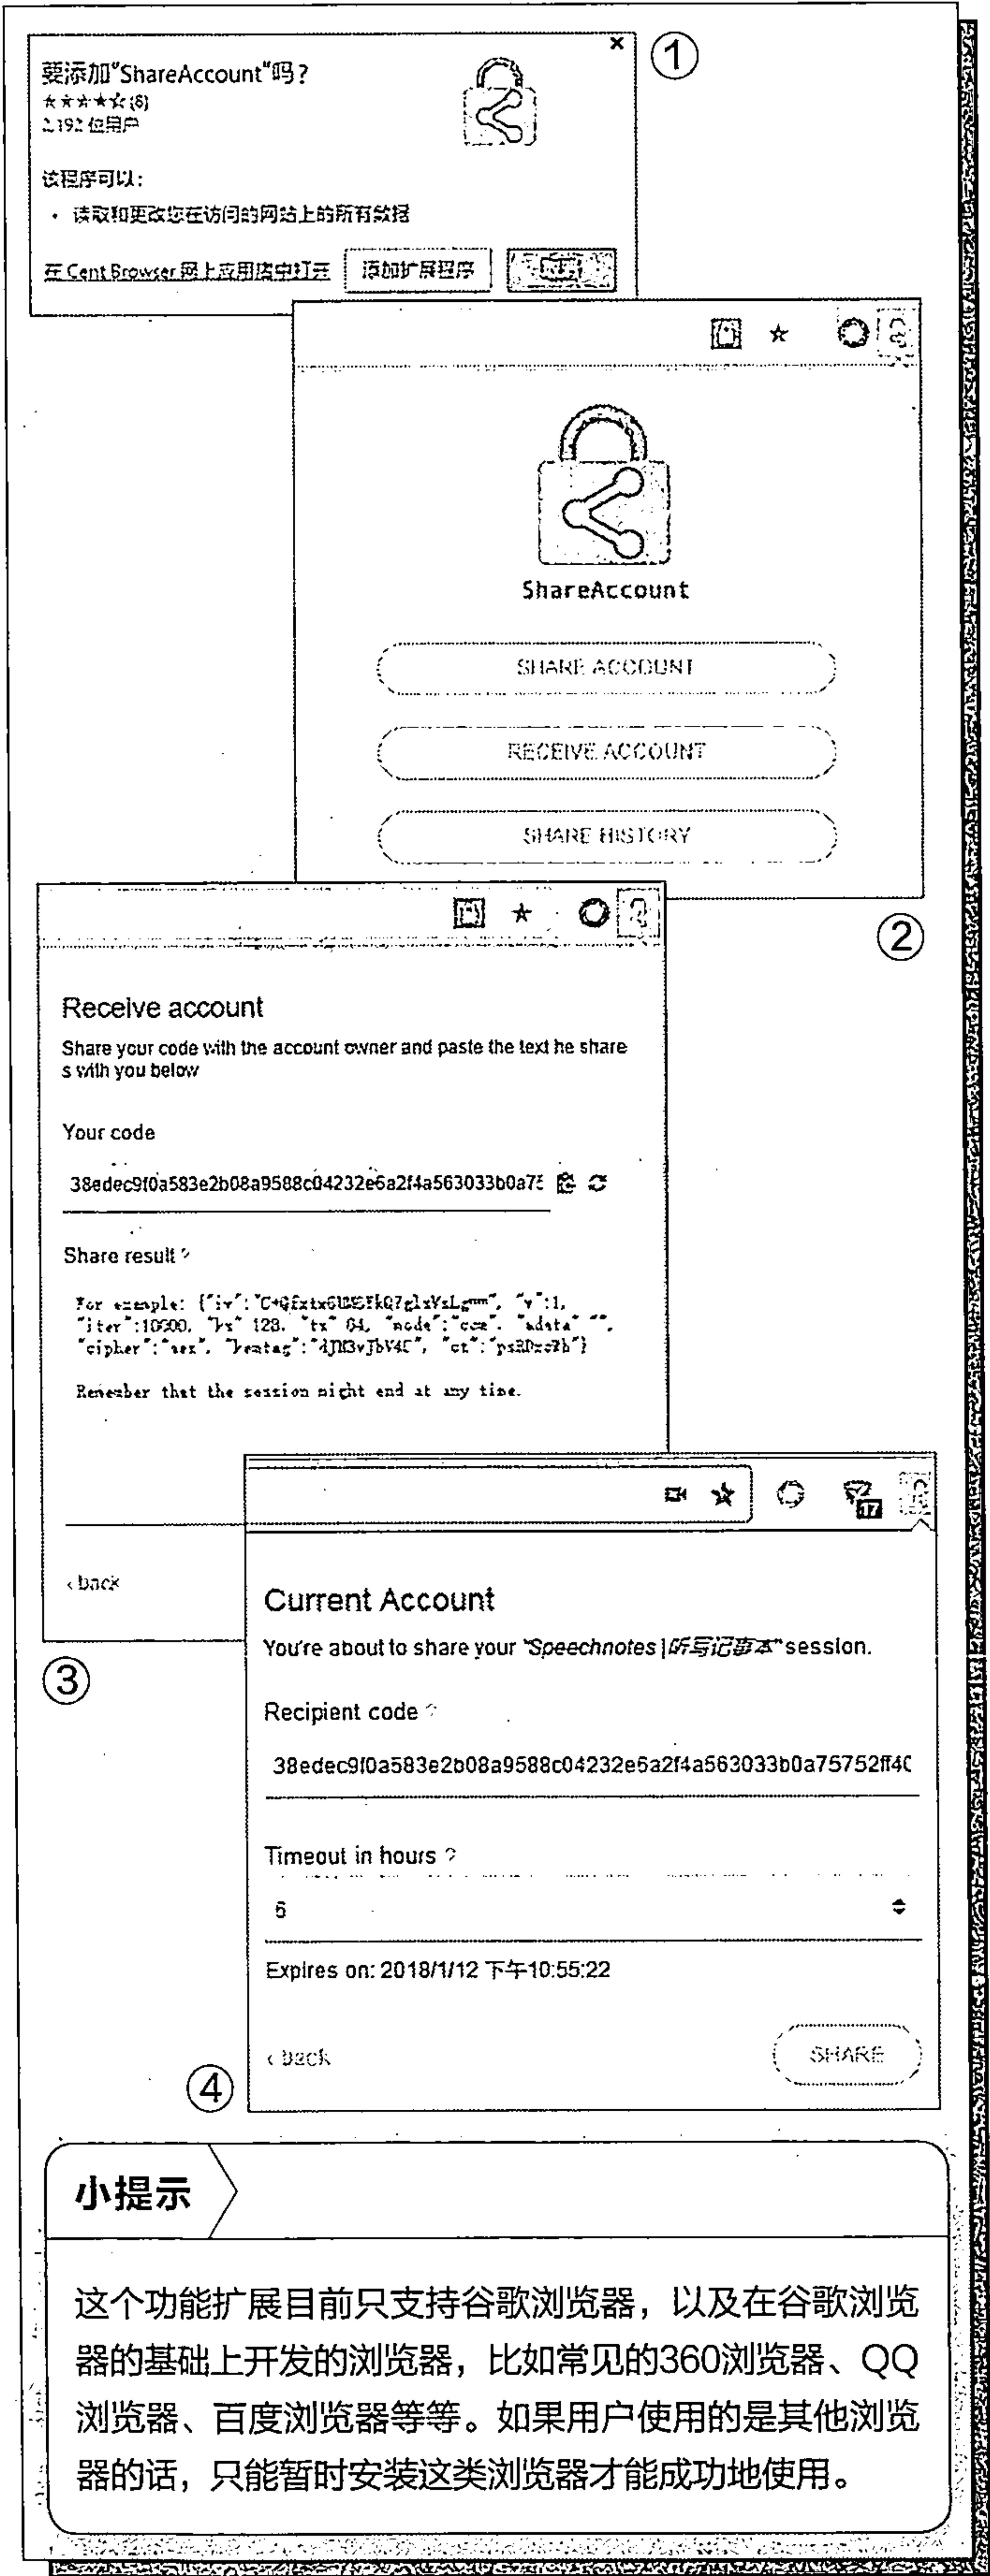 要添加"ShareAccount"吗？
★★★★☆(8)
2,192 位用户
该程序可以：
• 读取和更改您在访问的网站上的所有数据
在 Cent Browser 网上应用店中打开
添加扩展程序
①
ShareAccount
SHARE ACCOUNT
RECEIVE ACCOUNT
SHARE HISTORY
②
Receive account
Share your code with the account owner and paste the text he share
s with you below
Your code
38edec9f0a583e2b08a9588c04232e6a2f4a563033b0a75
Share result ?
For example:
Remember that the session might end at any time.
‹ back
③
17
Current Account
You're about to share your "Speechnotes | 听写记事本" session.
Recipient code ?
38edec9f0a583e2b08a9588c04232e6a2f4a563033b0a75752ff40
Timeout in hours ?
6
Expires on: 2018/1/12 下午10:55:22
‹ back
SHARE
④
小提示
这个功能扩展目前只支持谷歌浏览器，以及在谷歌浏览
器的基础上开发的浏览器，比如常见的360浏览器、QQ
浏览器、百度浏览器等等。如果用户使用的是其他浏览
器的话，只能暂时安装这类浏览器才能成功地使用。